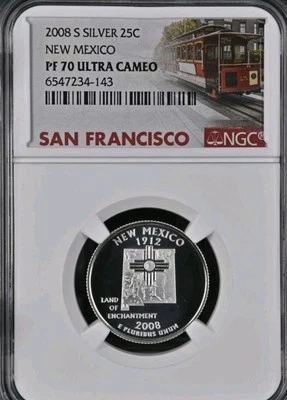 2008 S SILVER 25C
NEW MEXICO
PF 70 ULTRA CAMEO
6547234-143
SAN FRANCISCO NGC®
NEW MEXICO
1912
LAND
OF
ENCHANTMENT
2008
E PLURIBUS UNUM